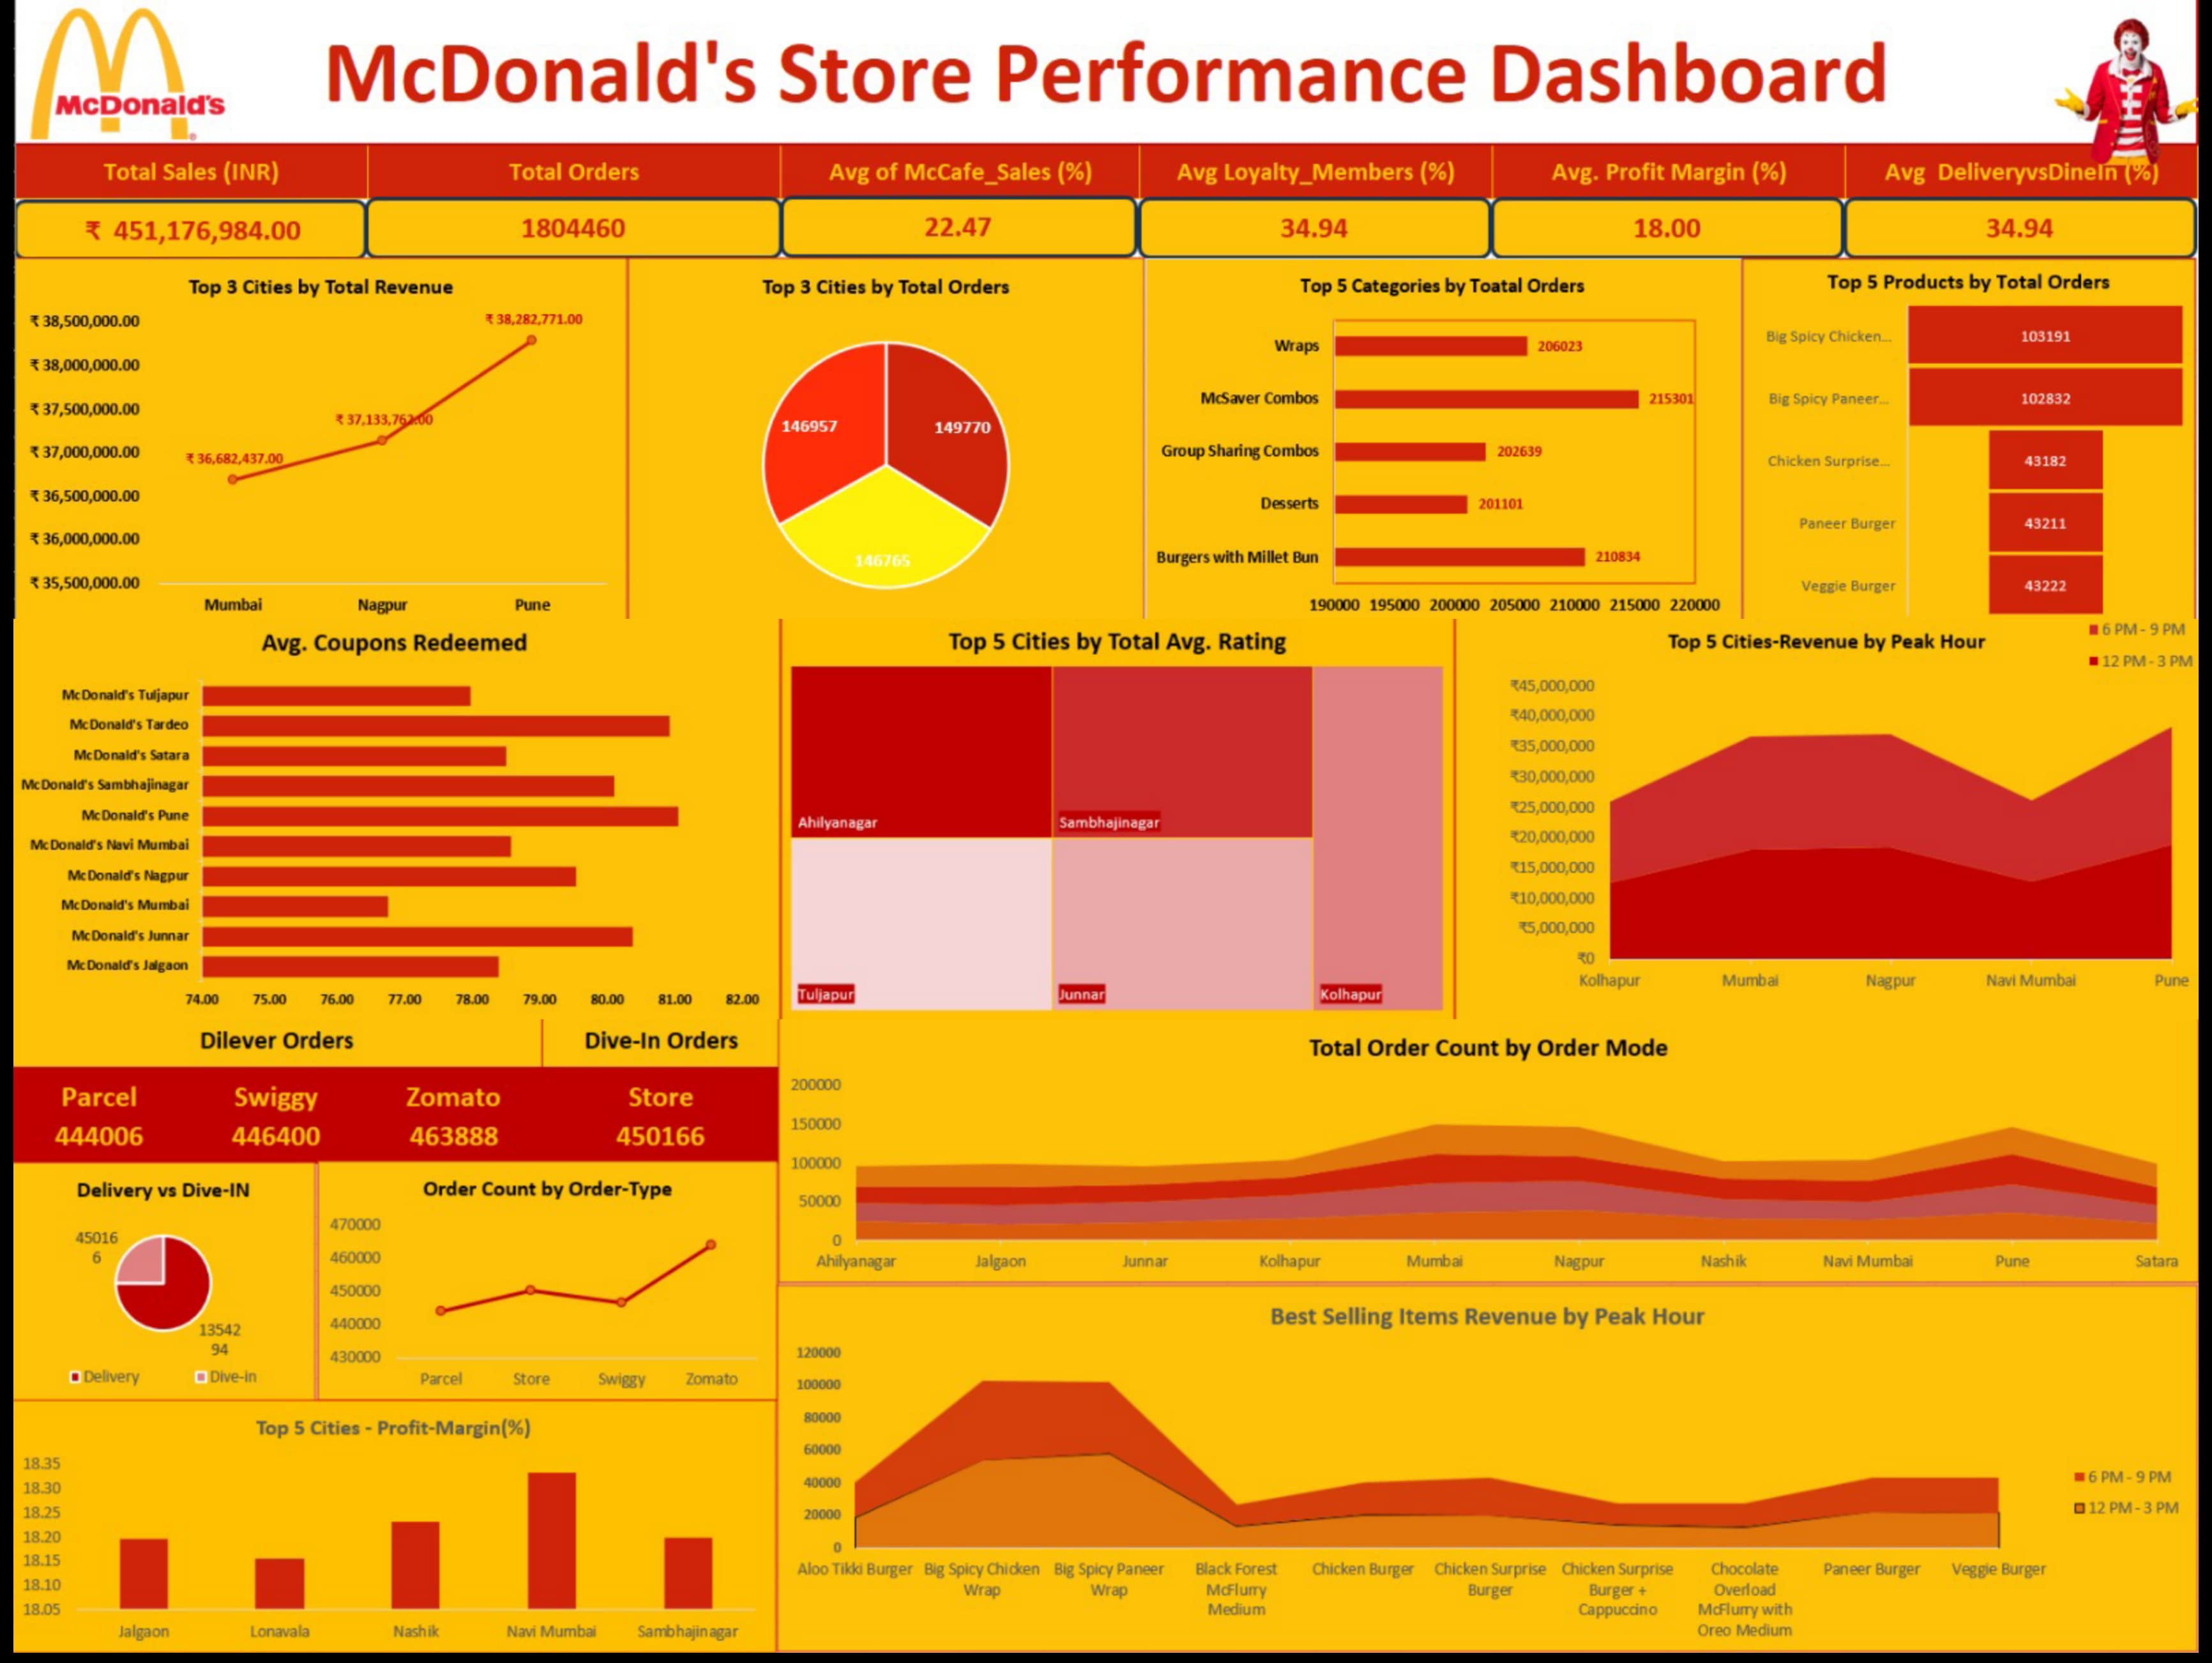 McDonald's
McDonald's Store Performance Dashboard
Total Sales (INR)
Total Orders
Avg of McCafe_Sales (%)
Avg Loyalty_Members (%)
Avg. Profit Margin (%)
Avg DeliveryvsDineIn (%)
₹ 451,176,984.00
1804460
22.47
34.94
18.00
34.94
Top 3 Cities by Total Revenue
₹ 38,500,000.00
₹ 38,000,000.00
₹ 37,500,000.00
₹ 37,000,000.00
₹ 36,500,000.00
₹ 36,000,000.00
₹ 35,500,000.00
₹ 36,682,437.00
₹ 37,133,762.00
₹ 38,282,771.00
Mumbai
Nagpur
Pune
Top 3 Cities by Total Orders
146957
149770
146765
Top 5 Categories by Toatal Orders
Wraps
206023
McSaver Combos
215301
Group Sharing Combos
202639
Desserts
201101
Burgers with Millet Bun
210834
190000 195000 200000 205000 210000 215000 220000
Top 5 Products by Total Orders
Big Spicy Chicken...
103191
Big Spicy Paneer...
102832
Chicken Surprise...
43182
Paneer Burger
43211
Veggie Burger
43222
Avg. Coupons Redeemed
McDonald's Tuljapur
McDonald's Tardeo
McDonald's Satara
McDonald's Sambhajinagar
McDonald's Pune
McDonald's Navi Mumbai
McDonald's Nagpur
McDonald's Mumbai
McDonald's Junnar
McDonald's Jalgaon
74.00 75.00 76.00 77.00 78.00 79.00 80.00 81.00 82.00
Top 5 Cities by Total Avg. Rating
Ahilyanagar
Sambhajinagar
Tuljapur
Junnar
Kolhapur
Top 5 Cities-Revenue by Peak Hour
6 PM - 9 PM
12 PM - 3 PM
₹45,000,000
₹40,000,000
₹35,000,000
₹30,000,000
₹25,000,000
₹20,000,000
₹15,000,000
₹10,000,000
₹5,000,000
₹0
Kolhapur
Mumbai
Nagpur
Navi Mumbai
Pune
Dilever Orders
Dive-In Orders
Parcel
Swiggy
Zomato
Store
444006
446400
463888
450166
Delivery vs Dive-IN
45016
6
13542
94
Delivery
Dive-in
Order Count by Order-Type
470000
460000
450000
440000
430000
Parcel
Store
Swiggy
Zomato
Total Order Count by Order Mode
200000
150000
100000
50000
0
Ahilyanagar
Jalgaon
Junnar
Kolhapur
Mumbai
Nagpur
Nashik
Navi Mumbai
Pune
Satara
Top 5 Cities - Profit-Margin(%)
18.35
18.30
18.25
18.20
18.15
18.10
18.05
Jalgaon
Lonavala
Nashik
Navi Mumbai
Sambhajinagar
Best Selling Items Revenue by Peak Hour
120000
100000
80000
60000
40000
20000
0
6 PM - 9 PM
12 PM - 3 PM
Aloo Tikki Burger
Big Spicy Chicken
Wrap
Big Spicy Paneer
Wrap
Black Forest
McFlurry
Medium
Chicken Burger
Chicken Surprise
Burger
Chicken Surprise
Burger +
Cappuccino
Chocolate
Overload
McFlurry with
Oreo Medium
Paneer Burger
Veggie Burger